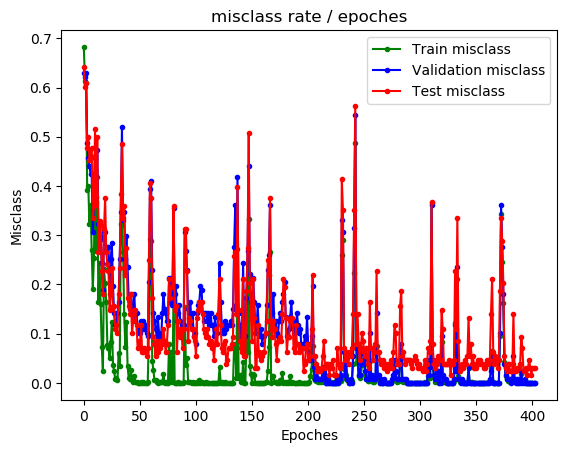 misclass rate / epoches
Train misclass
Validation misclass
Test misclass
0.7
0.6
0.5
0.4
0.3
0.2
0.1
0.0
Misclass
0 50 100 150 200 250 300 350 400
Epoches